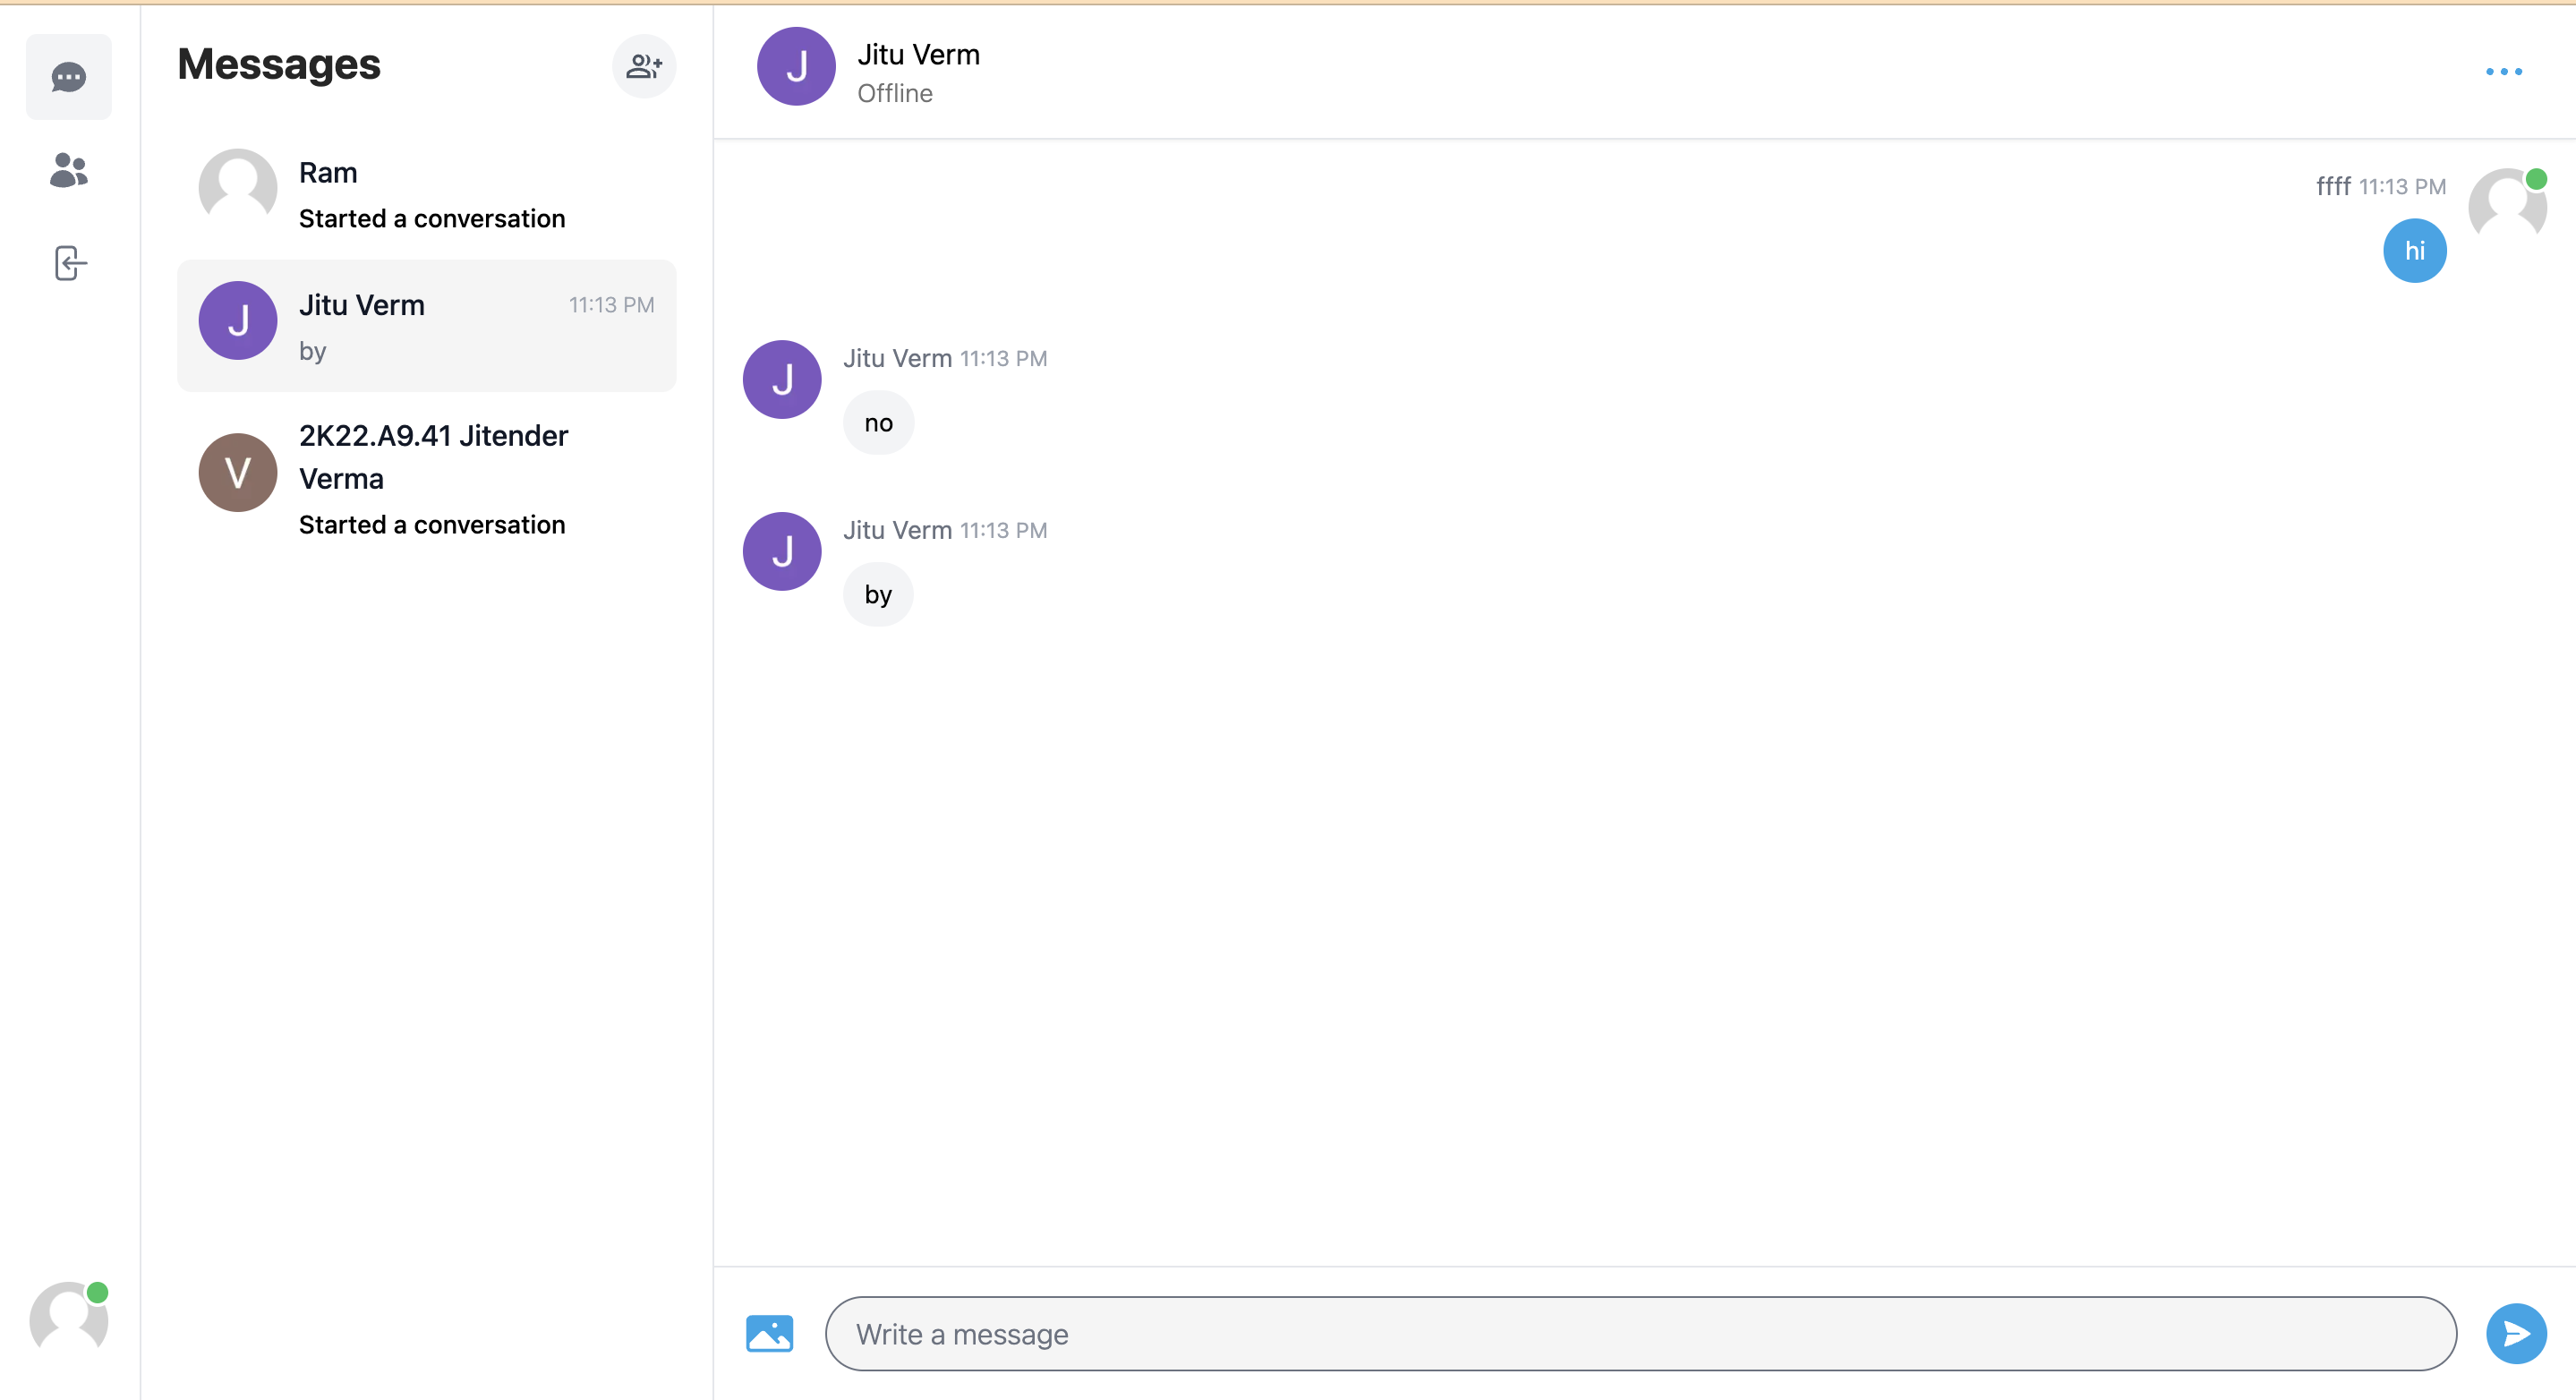 Messages
Ram
Started a conversation
J
Jitu Verm 11:13 PM
by
V
2K22.A9.41 Jitender
Verma
Started a conversation
J
Jitu Verm
Offline
ffff 11:13 PM
hi
J
Jitu Verm 11:13 PM
no
J
Jitu Verm 11:13 PM
by
Write a message